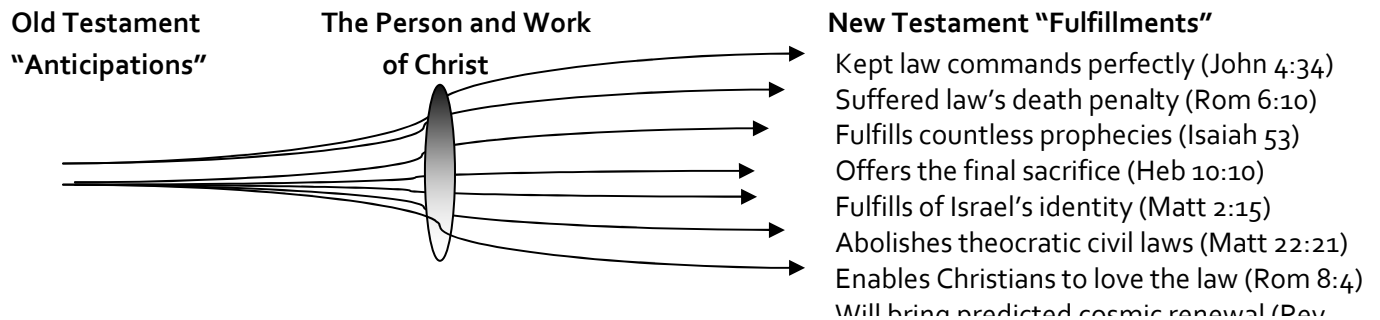 Old Testament
“Anticipations”
The Person and Work
of Christ
New Testament “Fulfillments”
Kept law commands perfectly (John 4:34)
Suffered law’s death penalty (Rom 6:10)
Fulfills countless prophecies (Isaiah 53)
Offers the final sacrifice (Heb 10:10)
Fulfills of Israel’s identity (Matt 2:15)
Abolishes theocratic civil laws (Matt 22:21)
Enables Christians to love the law (Rom 8:4)
Will bring predicted cosmic renewal (Rev